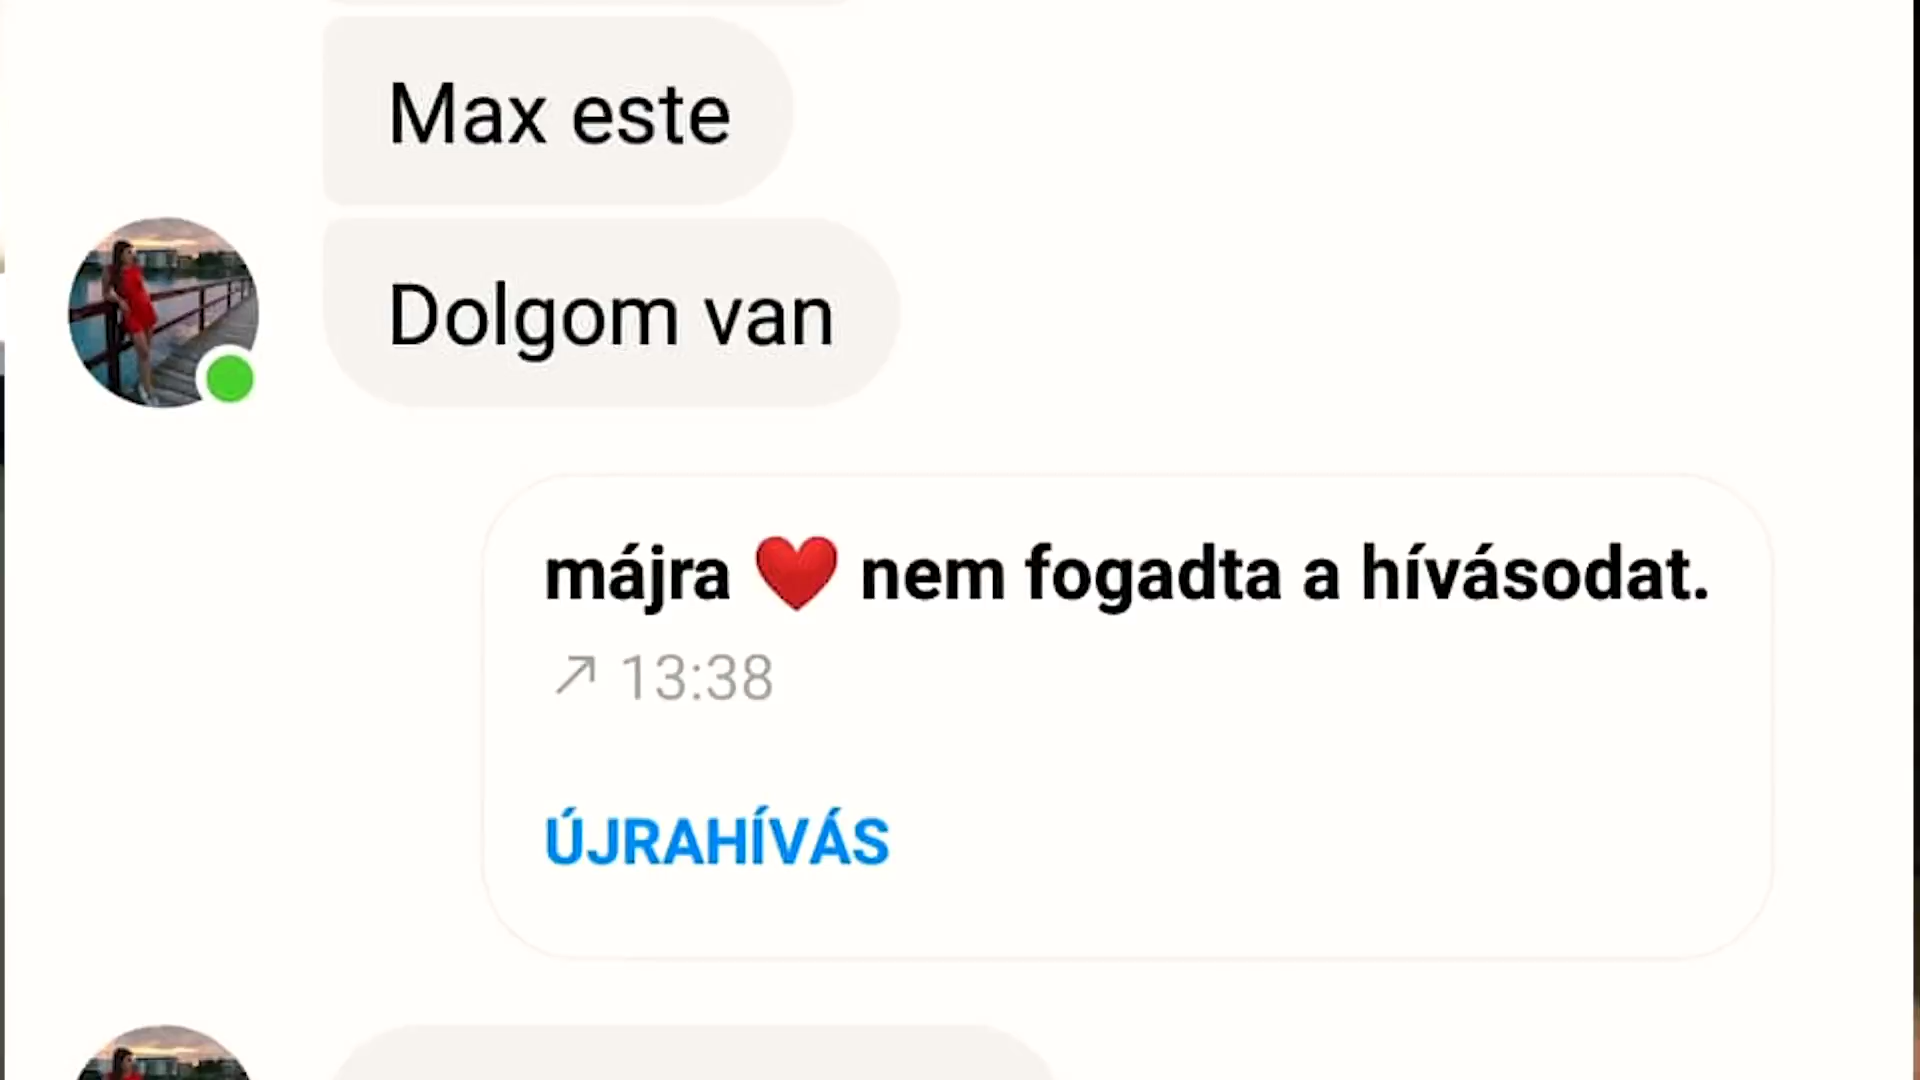 Max este
Dolgom van
májra ❤️ nem fogadta a hívásodat.
↗ 13:38
ÚJRAHÍVÁS